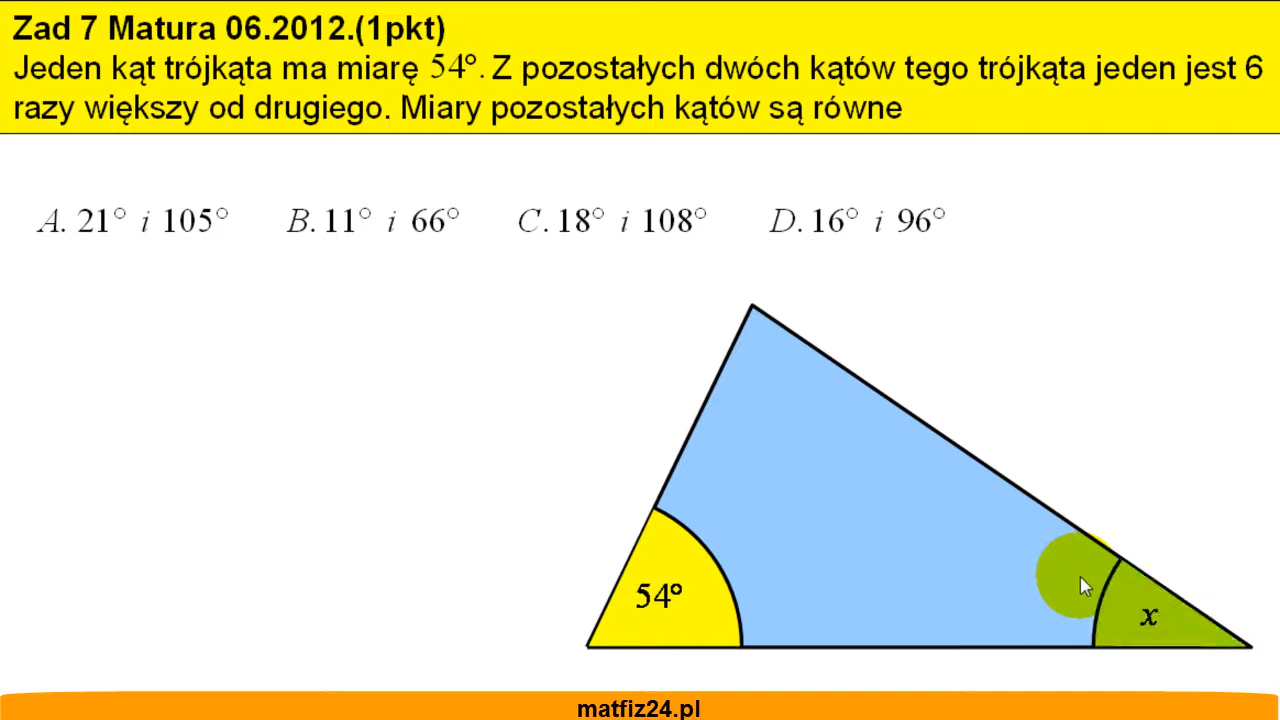 Zad 7 Matura 06.2012.(1pkt)
Jeden kąt trójkąta ma miarę 54°. Z pozostałych dwóch kątów tego trójkąta jeden jest 6
razy większy od drugiego. Miary pozostałych kątów są równe
A. 21° i 105° B. 11° i 66° C. 18° i 108° D. 16° i 96°
54°
x
matfiz24.pl